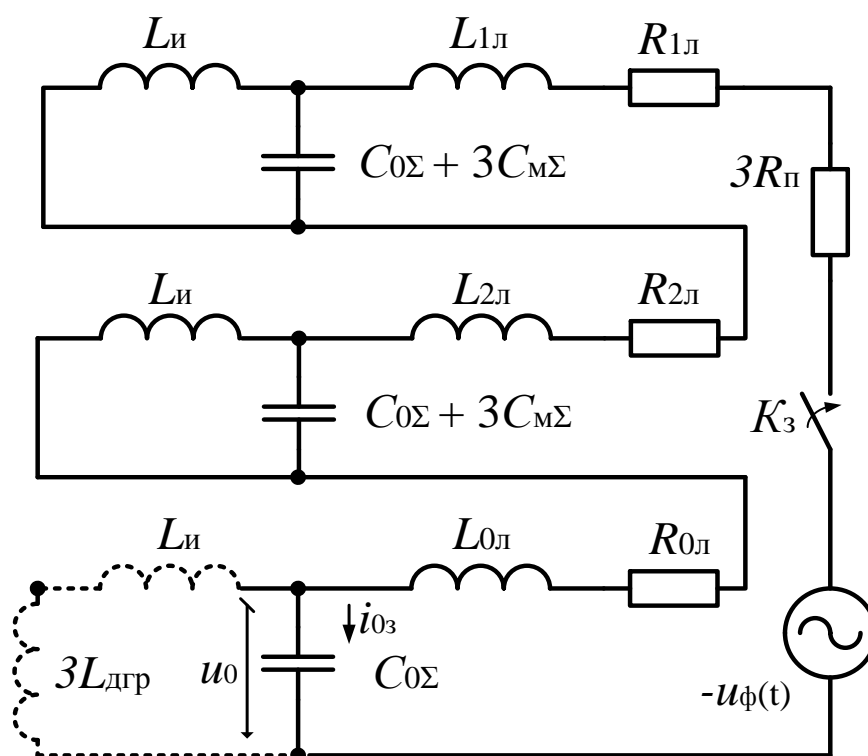 Lи
L1л
R1л
C0Σ + 3CмΣ
3Rп
Lи
L2л
R2л
C0Σ + 3CмΣ
Kз
Lи
L0л
R0л
i0з
3Lдгр
u0
C0Σ
-uф(t)